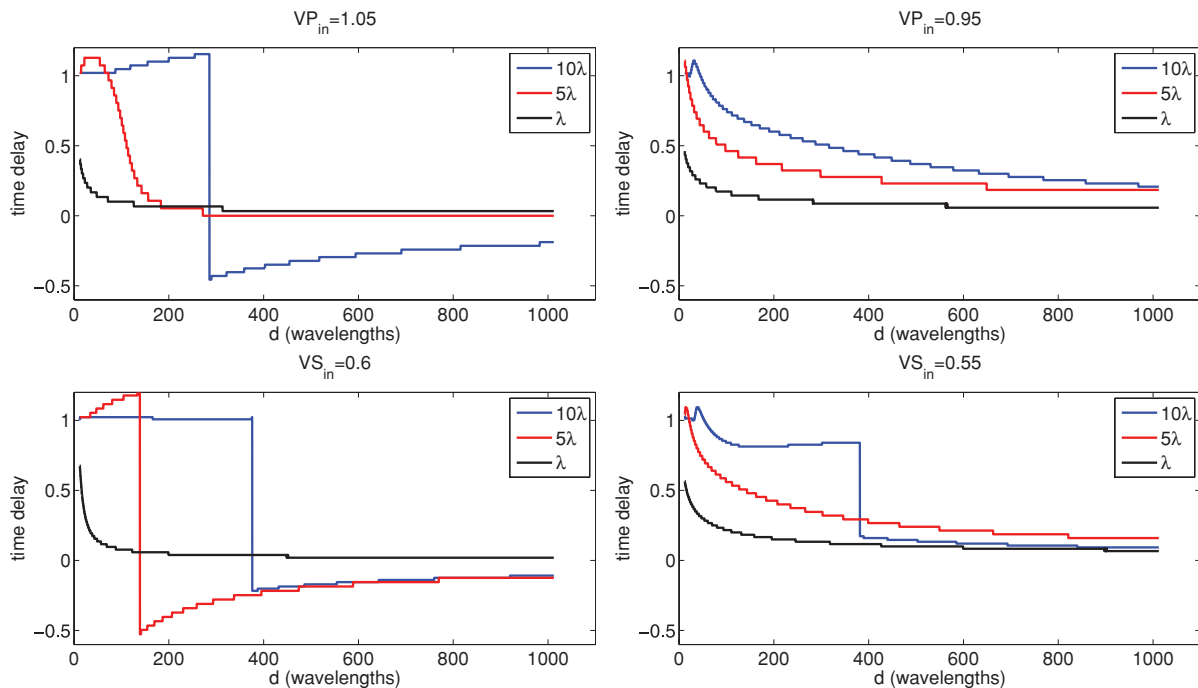 VP_in=1.05
time delay
1
0.5
0
−0.5
10λ
5λ
λ
0 200 400 600 800 1000
d (wavelengths)
VP_in=0.95
time delay
1
0.5
0
−0.5
10λ
5λ
λ
0 200 400 600 800 1000
d (wavelengths)
VS_in=0.6
time delay
1
0.5
0
−0.5
10λ
5λ
λ
0 200 400 600 800 1000
d (wavelengths)
VS_in=0.55
time delay
1
0.5
0
−0.5
10λ
5λ
λ
0 200 400 600 800 1000
d (wavelengths)